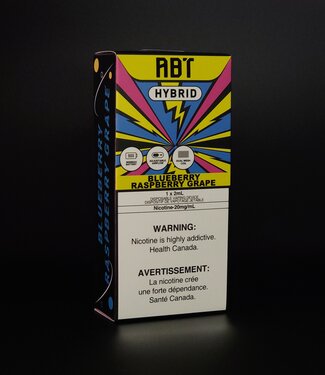 ABT
HYBRID
BLUEBERRY
RASPBERRY GRAPE
1 x 2mL
Nicotine-20mg/mL
WARNING:
Nicotine is highly addictive.
Health Canada.
AVERTISSEMENT:
La nicotine crée
une forte dépendance.
Santé Canada.
BLUEBERRY
RASPBERRY GRAPE